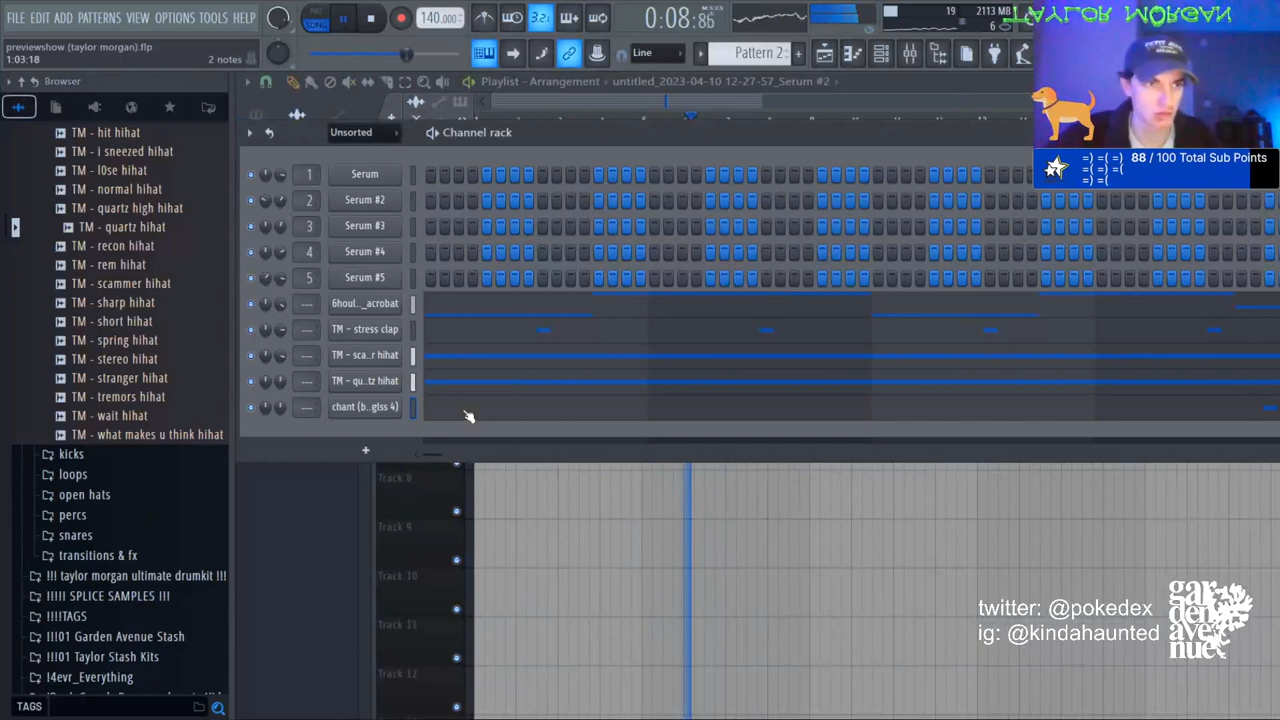 FILE EDIT ADD PATTERNS VIEW OPTIONS TOOLS HELP
PAT
SONG
140.000
3.2.1
0:08:86
M:S:CS
19
2113 MB
6
TAYLOR MORGAN
previewshow (taylor morgan).flp
1:03:18
2 notes
Line
Pattern 2
Browser
Playlist - Arrangement
untitled_2023-04-10 12-27-57_Serum #2
Unsorted
Channel rack
88 / 100 Total Sub Points
=) =( =)
=( =) =(
=) =(
TM - hit hihat
TM - i sneezed hihat
TM - l0se hihat
TM - normal hihat
TM - quartz high hihat
TM - quartz hihat
TM - recon hihat
TM - rem hihat
TM - scammer hihat
TM - sharp hihat
TM - short hihat
TM - spring hihat
TM - stereo hihat
TM - stranger hihat
TM - tremors hihat
TM - wait hihat
TM - what makes u think hihat
kicks
loops
open hats
percs
snares
transitions & fx
!!! taylor morgan ultimate drumkit !!!
!!!!! SPLICE SAMPLES !!!
!!!!TAGS
!!!01 Garden Avenue Stash
!!!01 Taylor Stash Kits
!4evr_Everything
TAGS
1 Serum
2 Serum #2
3 Serum #3
4 Serum #4
5 Serum #5
--- 6houl.._acrobat
--- TM - stress clap
--- TM - sca..r hihat
--- TM - qu..tz hihat
--- chant (b..glss 4)
Track 8
Track 9
Track 10
Track 11
Track 12
twitter: @pokedex
ig: @kindahaunted
gar
den
ave
nue